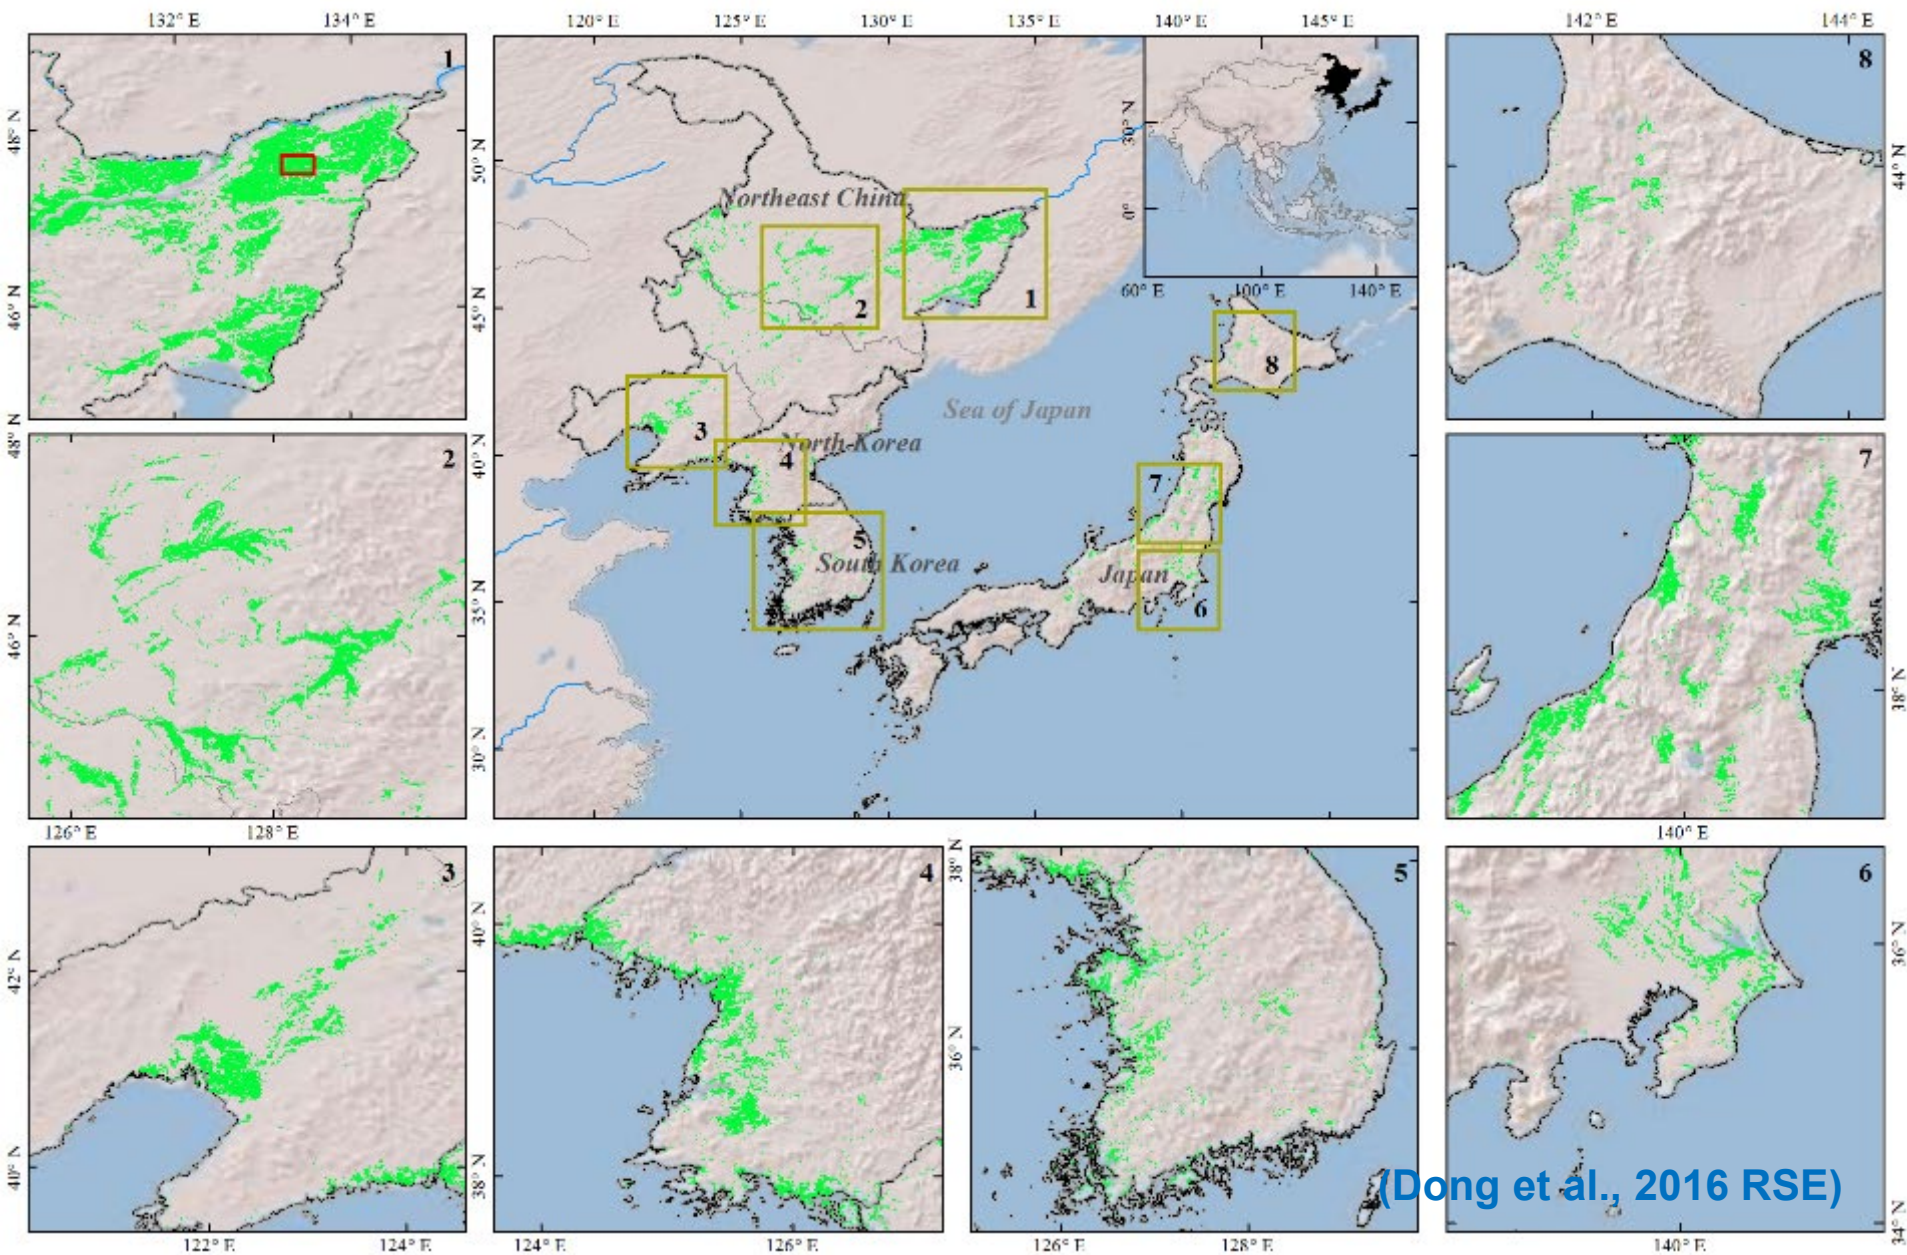 132° E 134° E
120° E 125° E 130° E 135° E 140° E 145° E
142° E 144° E
1
48° N
46° N
50° N
45° N
40° N
35° N
30° N
Northeast China
2
1
3
North Korea
4
5
South Korea
Sea of Japan
Japan
8
7
6
30° N
0°
60° E 100° E 140° E
8
44° N
2
48° N
46° N
126° E 128° E
7
38° N
140° E
3
42° N
40° N
122° E 124° E
4
40° N
38° N
124° E 126° E
5
38° N
36° N
126° E 128° E
6
36° N
34° N
140° E
(Dong et al., 2016 RSE)